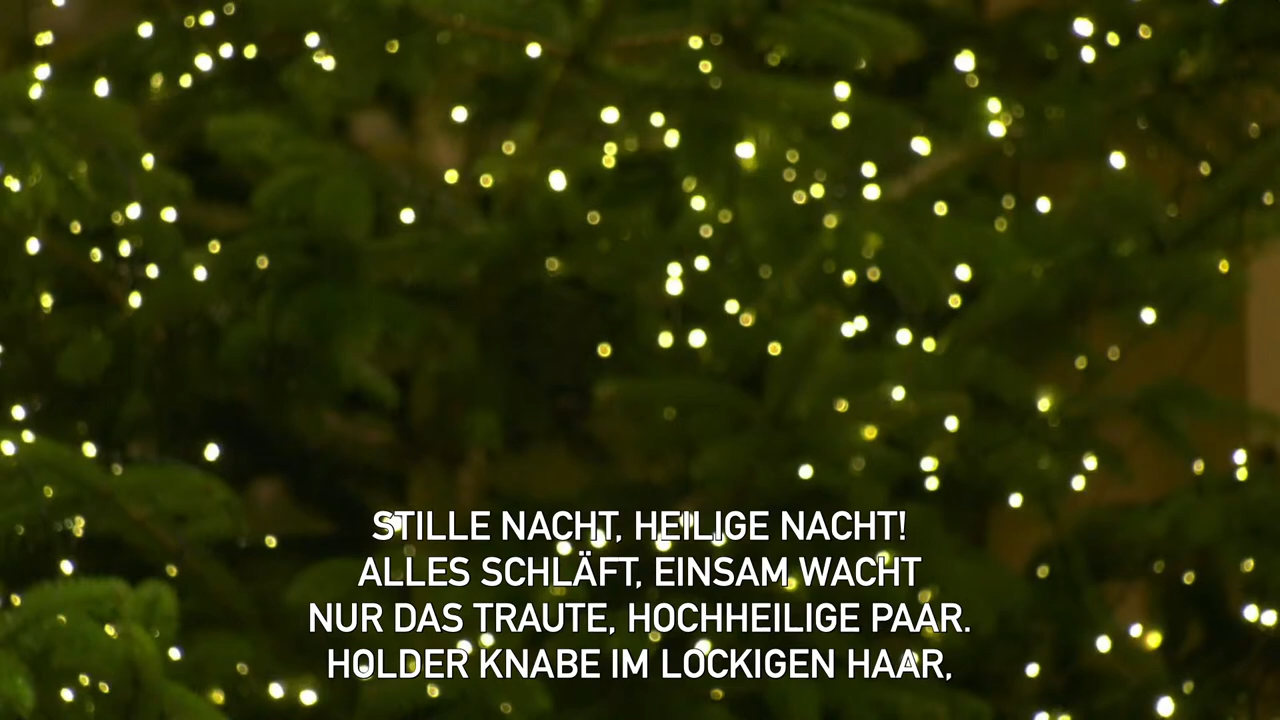 STILLE NACHT, HEILIGE NACHT!
ALLES SCHLÄFT, EINSAM WACHT
NUR DAS TRAUTE, HOCHHEILIGE PAAR.
HOLDER KNABE IM LOCKIGEN HAAR,